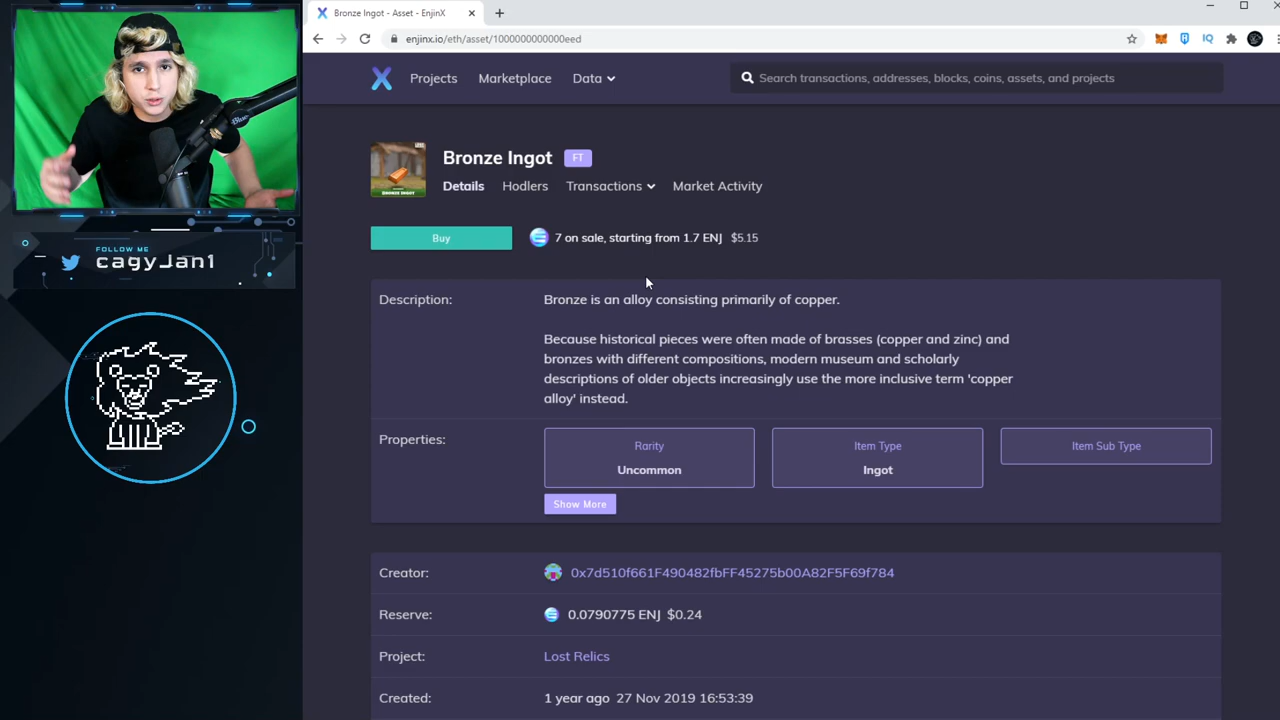 Bronze Ingot - Asset - EnjinX
enjinx.io/eth/asset/1000000000000eed
Projects Marketplace Data
Search transactions, addresses, blocks, coins, assets, and projects
Bronze Ingot FT
BRONZE INGOT
Details Hodlers Transactions Market Activity
Buy 7 on sale, starting from 1.7 ENJ $5.15
FOLLOW ME
cagyJan1
Description: Bronze is an alloy consisting primarily of copper.
Because historical pieces were often made of brasses (copper and zinc) and
bronzes with different compositions, modern museum and scholarly
descriptions of older objects increasingly use the more inclusive term 'copper
alloy' instead.
Properties: Rarity Item Type Item Sub Type
Uncommon Ingot
Show More
Creator: 0x7d510f661F490482fbFF45275b00A82F5F69f784
Reserve: 0.0790775 ENJ $0.24
Project: Lost Relics
Created: 1 year ago 27 Nov 2019 16:53:39